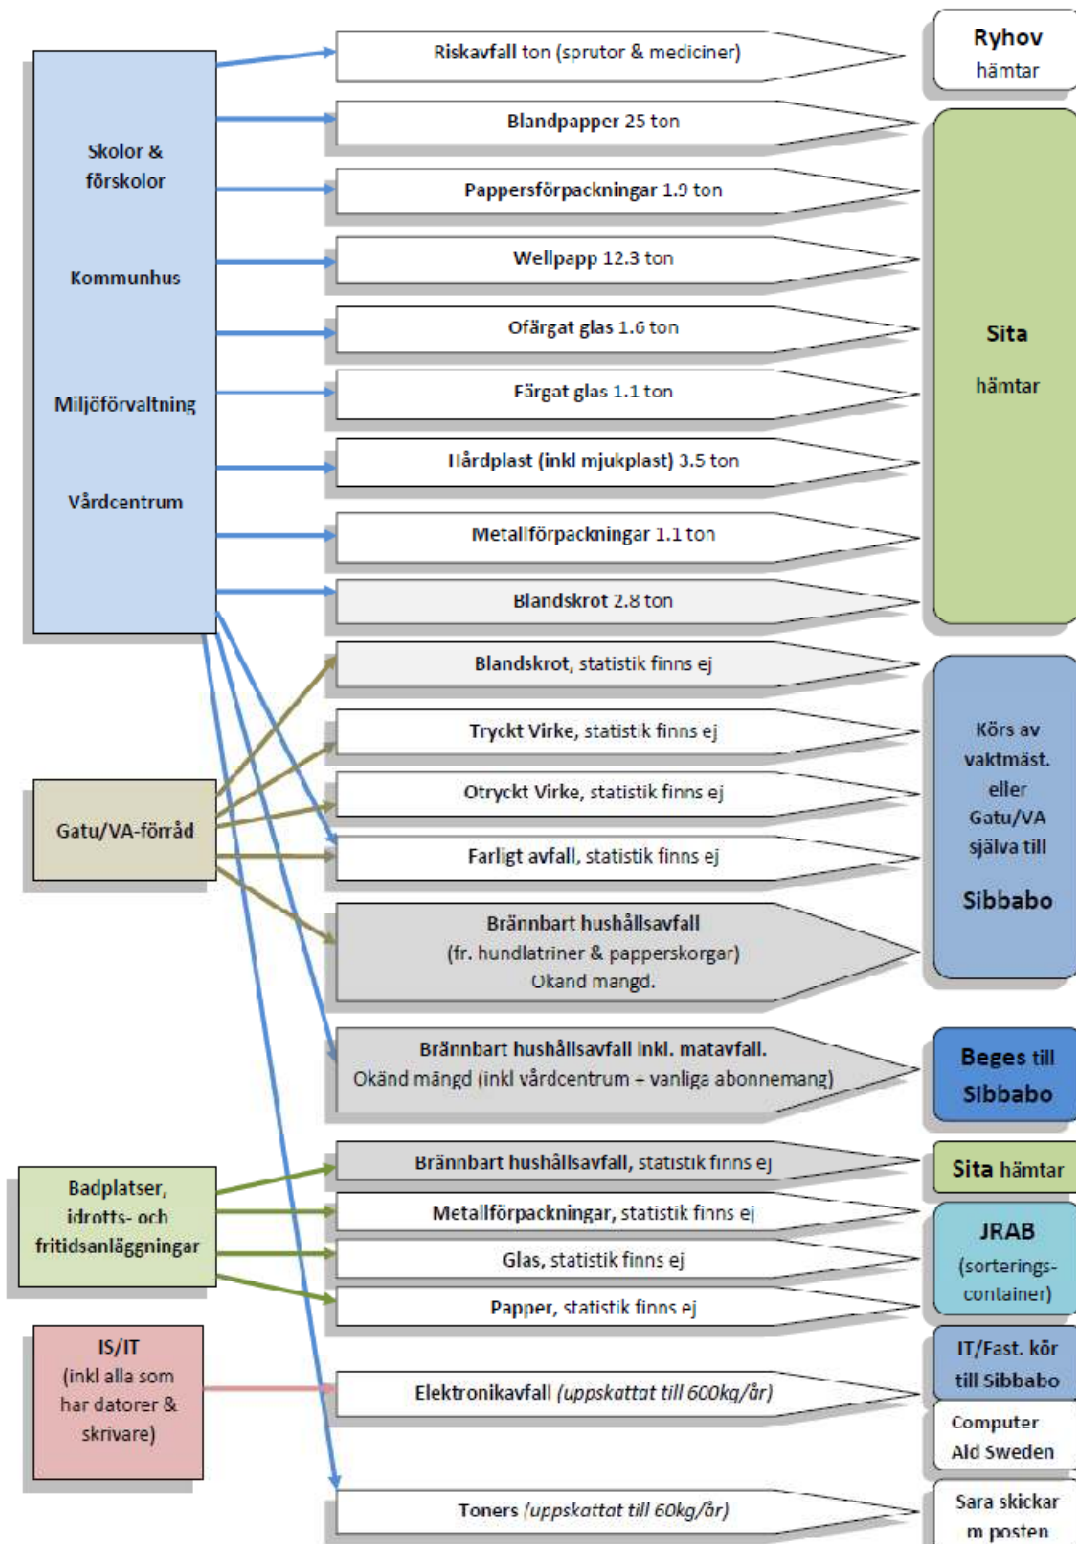 Skolor &
förskolor
Kommunhus
Miljöförvaltning
Vårdcentrum
Gatu/VA-förråd
Badplatser,
idrotts- och
fritidsanläggningar
IS/IT
(inkl alla som
har datorer &
skrivare)
Riskavfall ton (sprutor & mediciner)
Blandpapper 25 ton
Pappersförpackningar 1.9 ton
Wellpapp 12.3 ton
Ofärgat glas 1.6 ton
Färgat glas 1.1 ton
Hårdplast (inkl mjukplast) 3.5 ton
Metallförpackningar 1.1 ton
Blandskrot 2.8 ton
Blandskrot, statistik finns ej
Tryckt Virke, statistik finns ej
Otryckt Virke, statistik finns ej
Farligt avfall, statistik finns ej
Brännbart hushållsavfall
(fr. hundlatriner & papperskorgar)
Okänd mängd.
Brännbart hushållsavfall inkl. matavfall.
Okänd mängd (inkl vårdcentrum + vanliga abonnemang)
Brännbart hushållsavfall, statistik finns ej
Metallförpackningar, statistik finns ej
Glas, statistik finns ej
Papper, statistik finns ej
Elektronikavfall (uppskattat till 600kg/år)
Toners (uppskattat till 60kg/år)
Ryhov
hämtar
Sita
hämtar
Körs av
vaktmäst.
eller
Gatu/VA
själva till
Sibbabo
Beges till
Sibbabo
Sita hämtar
JRAB
(sorterings-
container)
IT/Fast. kör
till Sibbabo
Computer
Aid Sweden
Sara skickar
m posten